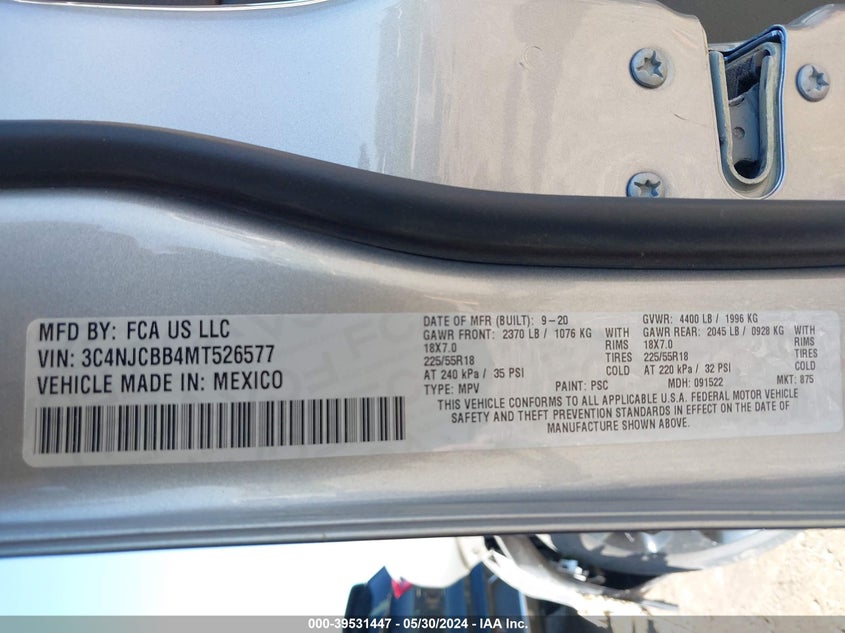 MFD BY: FCA US LLC
VIN: 3C4NJCBB4MT526577
VEHICLE MADE IN: MEXICO
DATE OF MFR (BUILT): 9-20 GVWR: 4400 LB / 1996 KG
GAWR FRONT: 2370 LB / 1076 KG WITH GAWR REAR: 2045 LB / 0928 KG WITH
18X7.0 RIMS 18X7.0 RIMS
225/55R18 TIRES 225/55R18 TIRES
AT 240 kPa / 35 PSI COLD AT 220 kPa / 32 PSI COLD
TYPE: MPV PAINT: PSC MDH: 091522 MKT: 875
THIS VEHICLE CONFORMS TO ALL APPLICABLE U.S.A. FEDERAL MOTOR VEHICLE
SAFETY AND THEFT PREVENTION STANDARDS IN EFFECT ON THE DATE OF
MANUFACTURE SHOWN ABOVE.
000-39531447 - 05/30/2024 - IAA Inc.